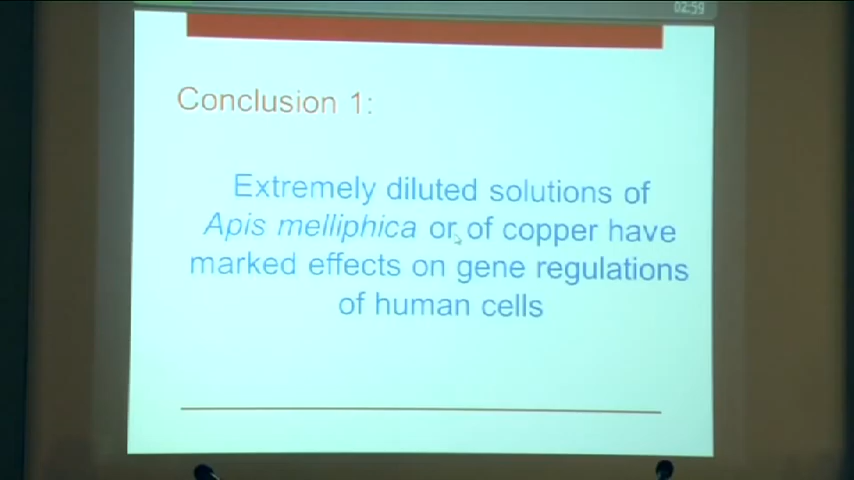 02:59
Conclusion 1:
Extremely diluted solutions of
Apis melliphica or of copper have
marked effects on gene regulations
of human cells